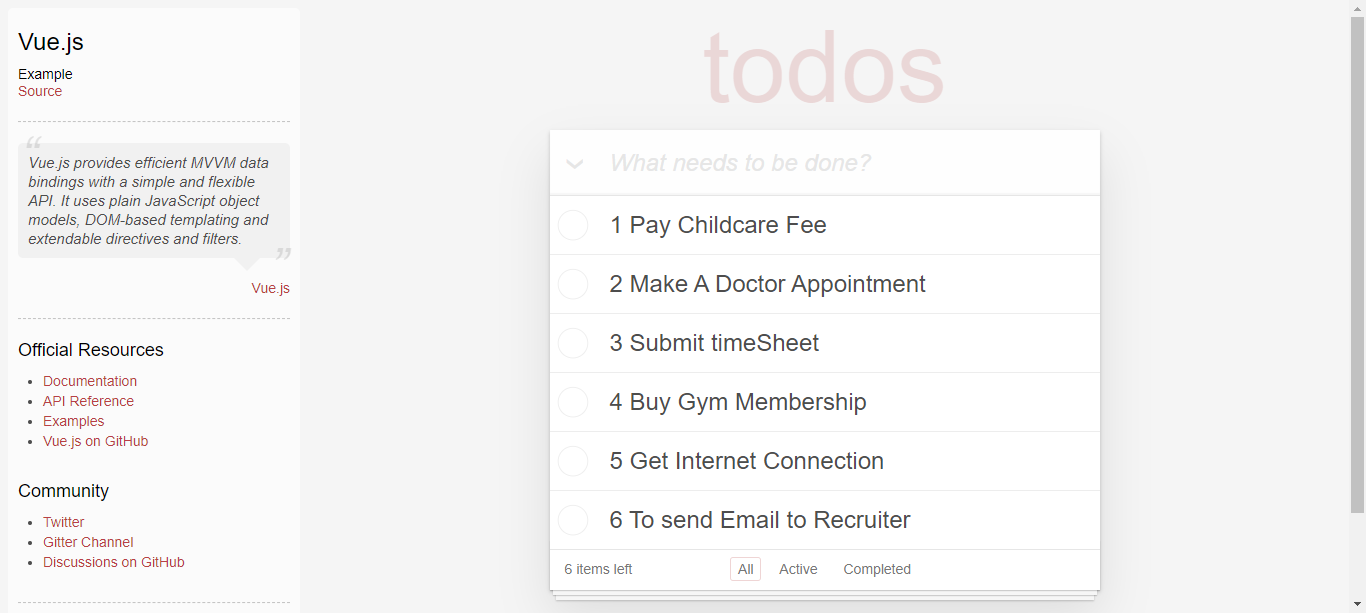 Vue.js
Example
Source
“
Vue.js provides efficient MVVM data
bindings with a simple and flexible
API. It uses plain JavaScript object
models, DOM-based templating and
extendable directives and filters.
”
Vue.js
Official Resources
• Documentation
• API Reference
• Examples
• Vue.js on GitHub
Community
• Twitter
• Gitter Channel
• Discussions on GitHub
todos
What needs to be done?
1 Pay Childcare Fee
2 Make A Doctor Appointment
3 Submit timeSheet
4 Buy Gym Membership
5 Get Internet Connection
6 To send Email to Recruiter
6 items left All Active Completed